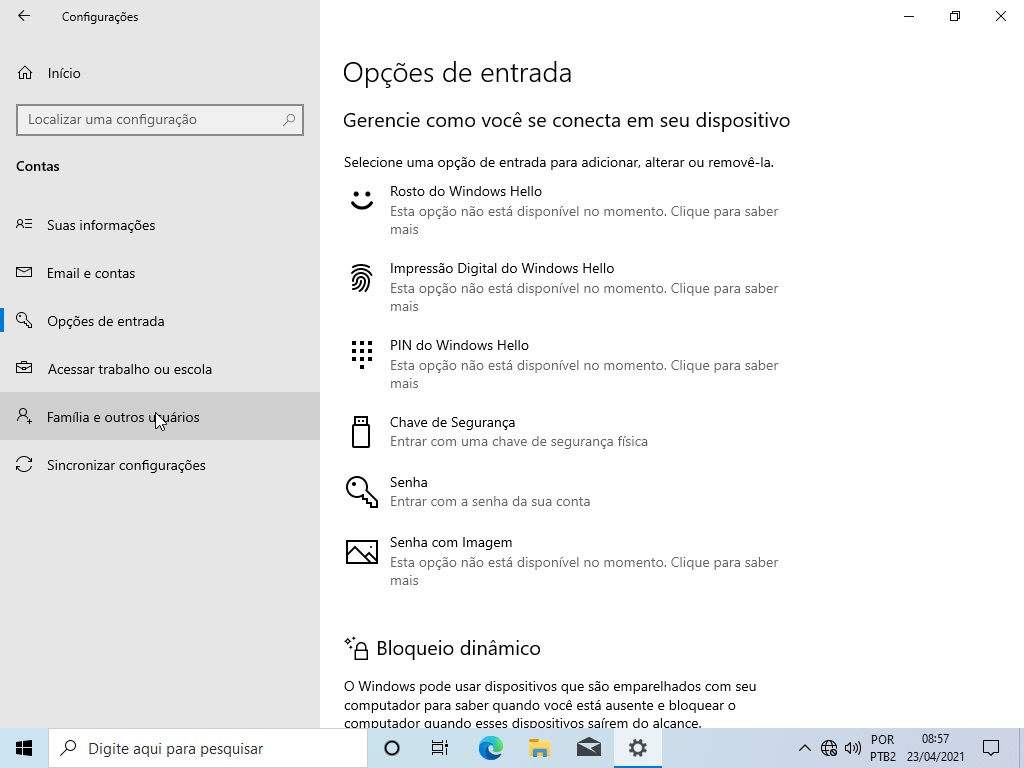 Configurações
Início
Localizar uma configuração
Contas
Suas informações
Email e contas
Opções de entrada
Acessar trabalho ou escola
Família e outros usuários
Sincronizar configurações
Opções de entrada
Gerencie como você se conecta em seu dispositivo
Selecione uma opção de entrada para adicionar, alterar ou removê-la.
Rosto do Windows Hello
Esta opção não está disponível no momento. Clique para saber
mais
Impressão Digital do Windows Hello
Esta opção não está disponível no momento. Clique para saber
mais
PIN do Windows Hello
Esta opção não está disponível no momento. Clique para saber
mais
Chave de Segurança
Entrar com uma chave de segurança física
Senha
Entrar com a senha da sua conta
Senha com Imagem
Esta opção não está disponível no momento. Clique para saber
mais
Bloqueio dinâmico
O Windows pode usar dispositivos que são emparelhados com seu
computador para saber quando você está ausente e bloquear o
computador quando esses dispositivos saírem do alcance.
Digite aqui para pesquisar
POR
PTB2
08:57
23/04/2021